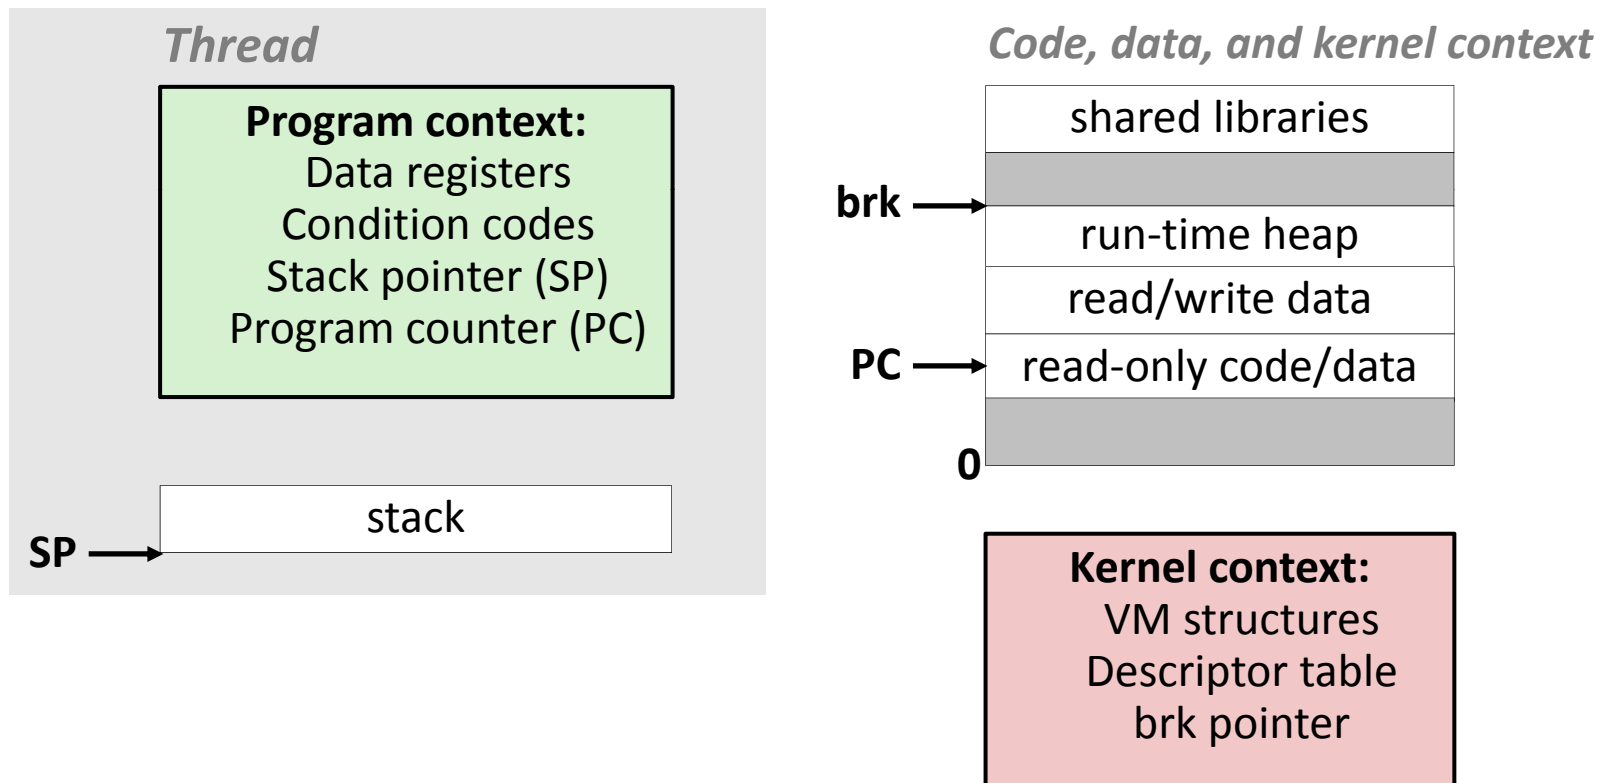 Thread
Program context:
Data registers
Condition codes
Stack pointer (SP)
Program counter (PC)
stack
SP
Code, data, and kernel context
shared libraries
brk
run-time heap
read/write data
PC
read-only code/data
0
Kernel context:
VM structures
Descriptor table
brk pointer